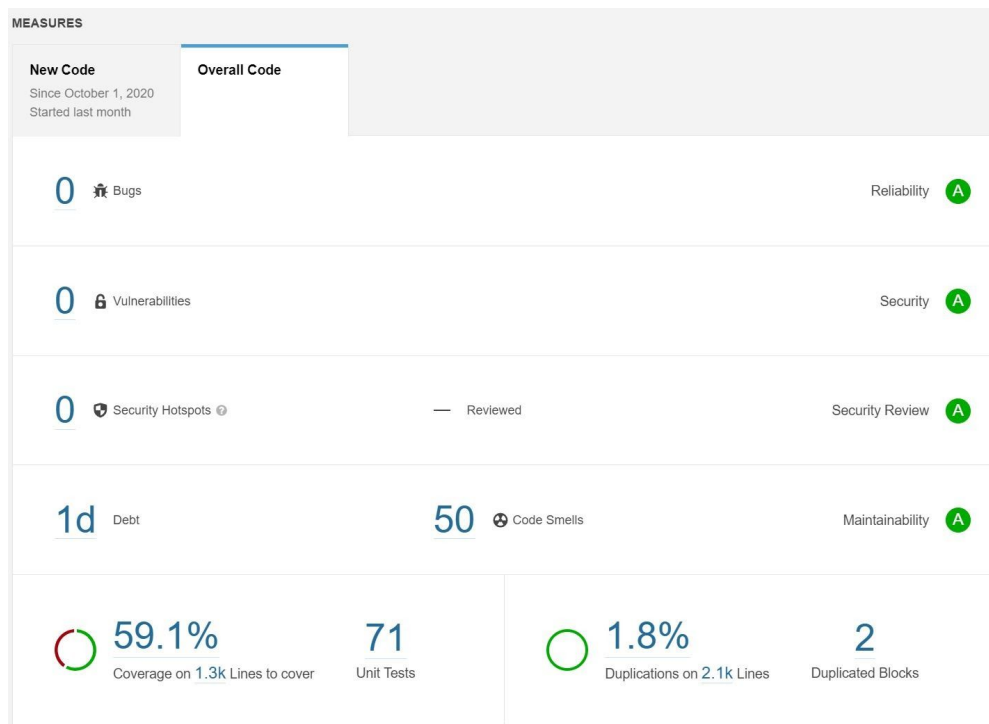 MEASURES
New Code
Since October 1, 2020
Started last month
Overall Code
0 Bugs
Reliability A
0 Vulnerabilities
Security A
0 Security Hotspots ?
— Reviewed
Security Review A
1d Debt
50 Code Smells
Maintainability A
59.1%
Coverage on 1.3k Lines to cover
71
Unit Tests
1.8%
Duplications on 2.1k Lines
2
Duplicated Blocks